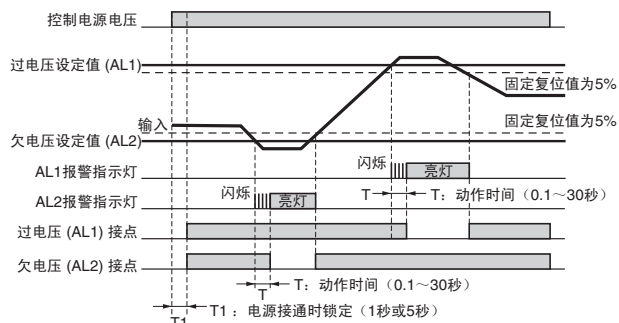 控制电源电压
过电压设定值 (AL1)
固定复位值为5%
输入
固定复位值为5%
欠电压设定值 (AL2)
闪烁
AL1报警指示灯
亮灯
闪烁
T
T：动作时间（0.1～30秒）
AL2报警指示灯
亮灯
过电压 (AL1) 接点
欠电压 (AL2) 接点
T：动作时间（0.1～30秒）
T
T1：电源接通时锁定（1秒或5秒）
T1